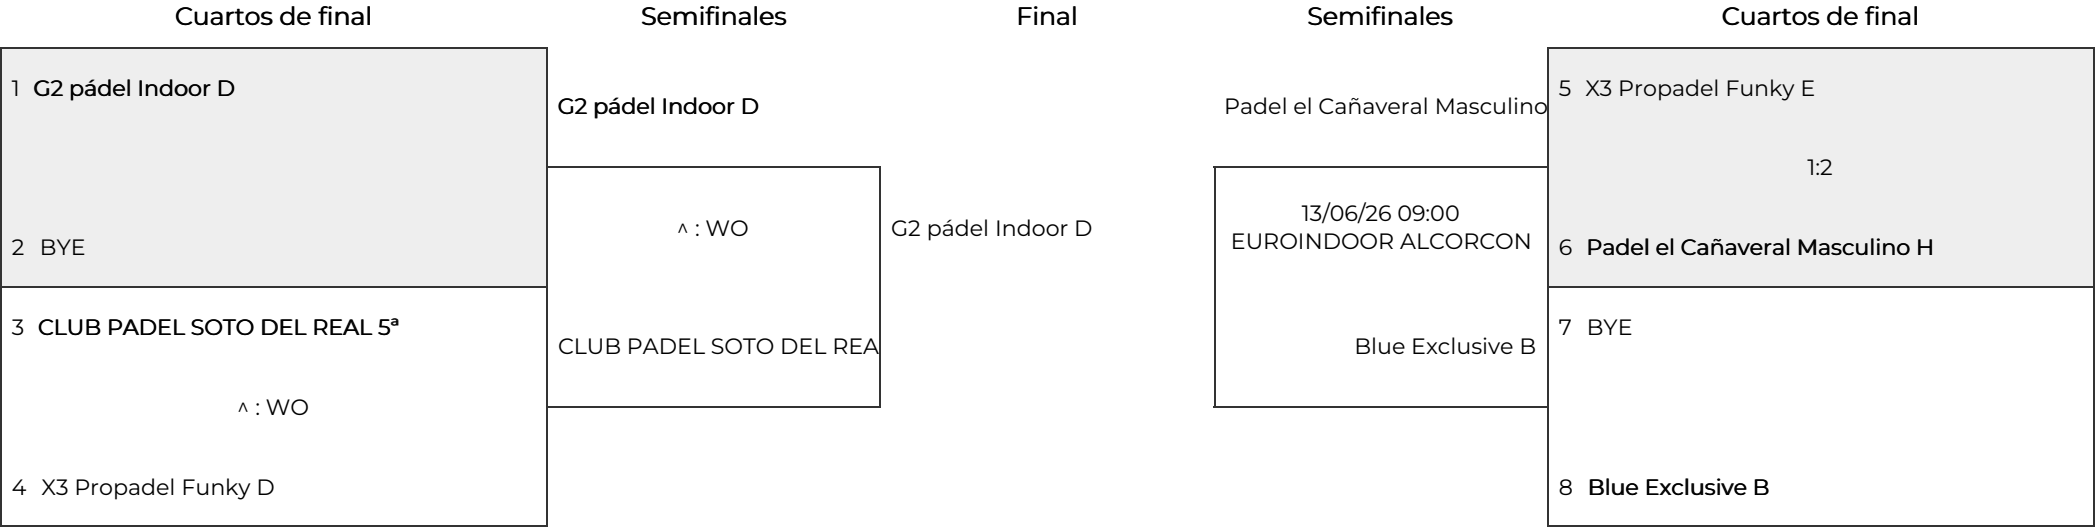 Cuartos de final
Semifinales
Final
Semifinales
Cuartos de final
1 G2 pádel Indoor D
2 BYE
3 CLUB PADEL SOTO DEL REAL 5ª
^ : WO
4 X3 Propadel Funky D
G2 pádel Indoor D
^ : WO
CLUB PADEL SOTO DEL REA
G2 pádel Indoor D
Padel el Cañaveral Masculino
13/06/26 09:00
EUROINDOOR ALCORCON
Blue Exclusive B
5 X3 Propadel Funky E
1:2
6 Padel el Cañaveral Masculino H
7 BYE
8 Blue Exclusive B